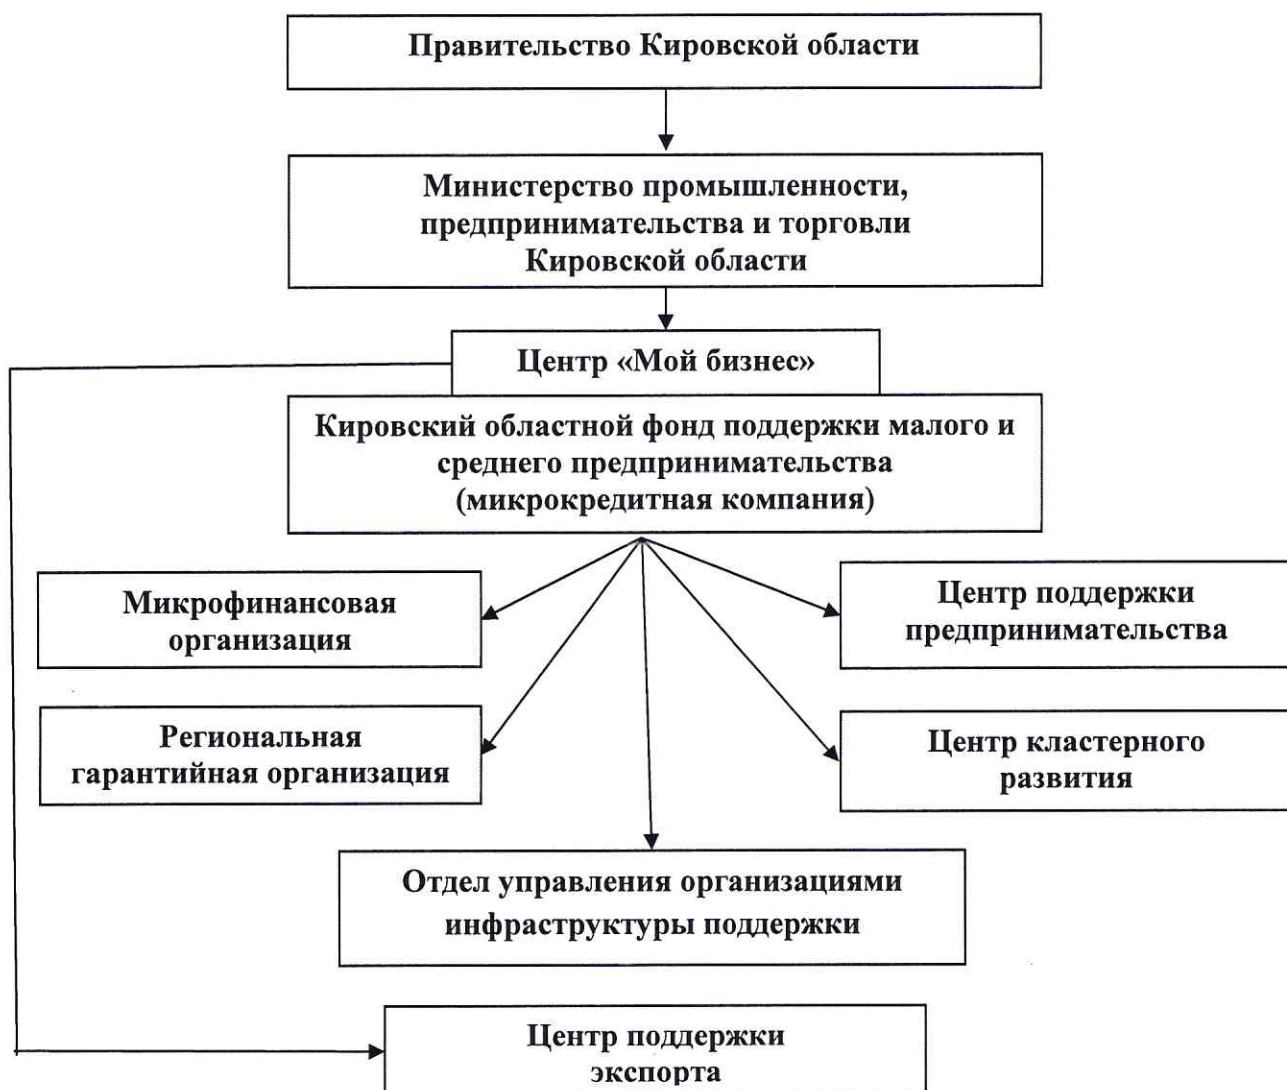 Правительство Кировской области
Министерство промышленности,
предпринимательства и торговли
Кировской области
Центр «Мой бизнес»
Кировский областной фонд поддержки малого и
среднего предпринимательства
(микрокредитная компания)
Микрофинансовая
организация
Центр поддержки
предпринимательства
Региональная
гарантийная организация
Центр кластерного
развития
Отдел управления организациями
инфраструктуры поддержки
Центр поддержки
экспорта